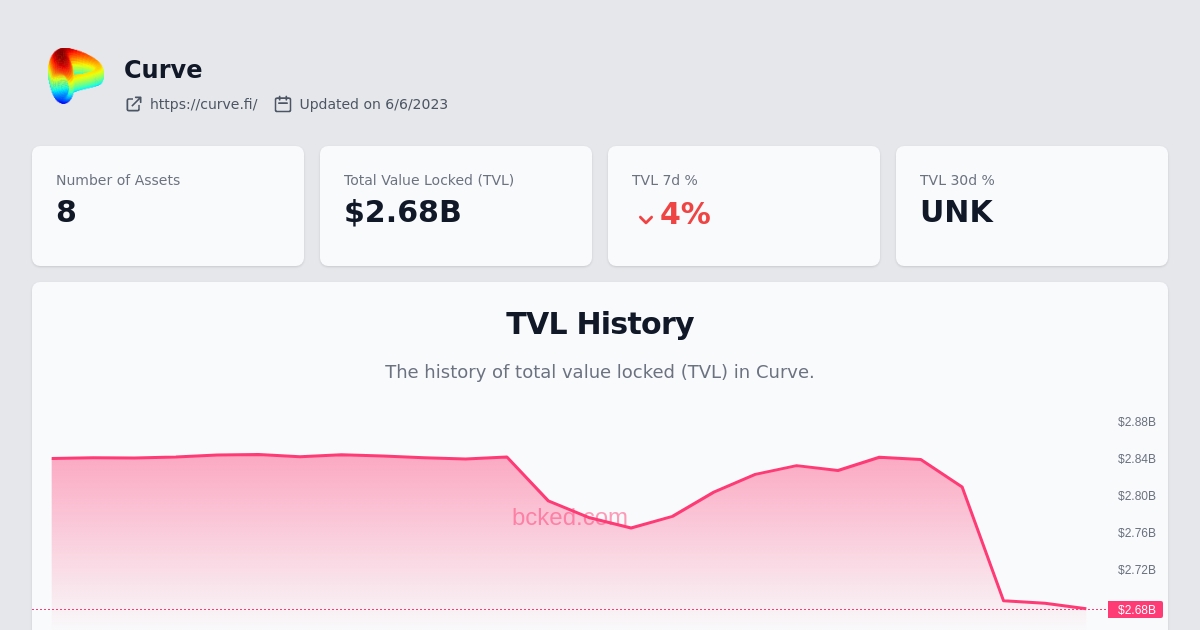 Curve
https://curve.fi/ Updated on 6/6/2023
Number of Assets
8
Total Value Locked (TVL)
$2.68B
TVL 7d %
4%
TVL 30d %
UNK
TVL History
The history of total value locked (TVL) in Curve.
$2.88B
$2.84B
$2.80B
bcked.com
$2.76B
$2.72B
$2.68B